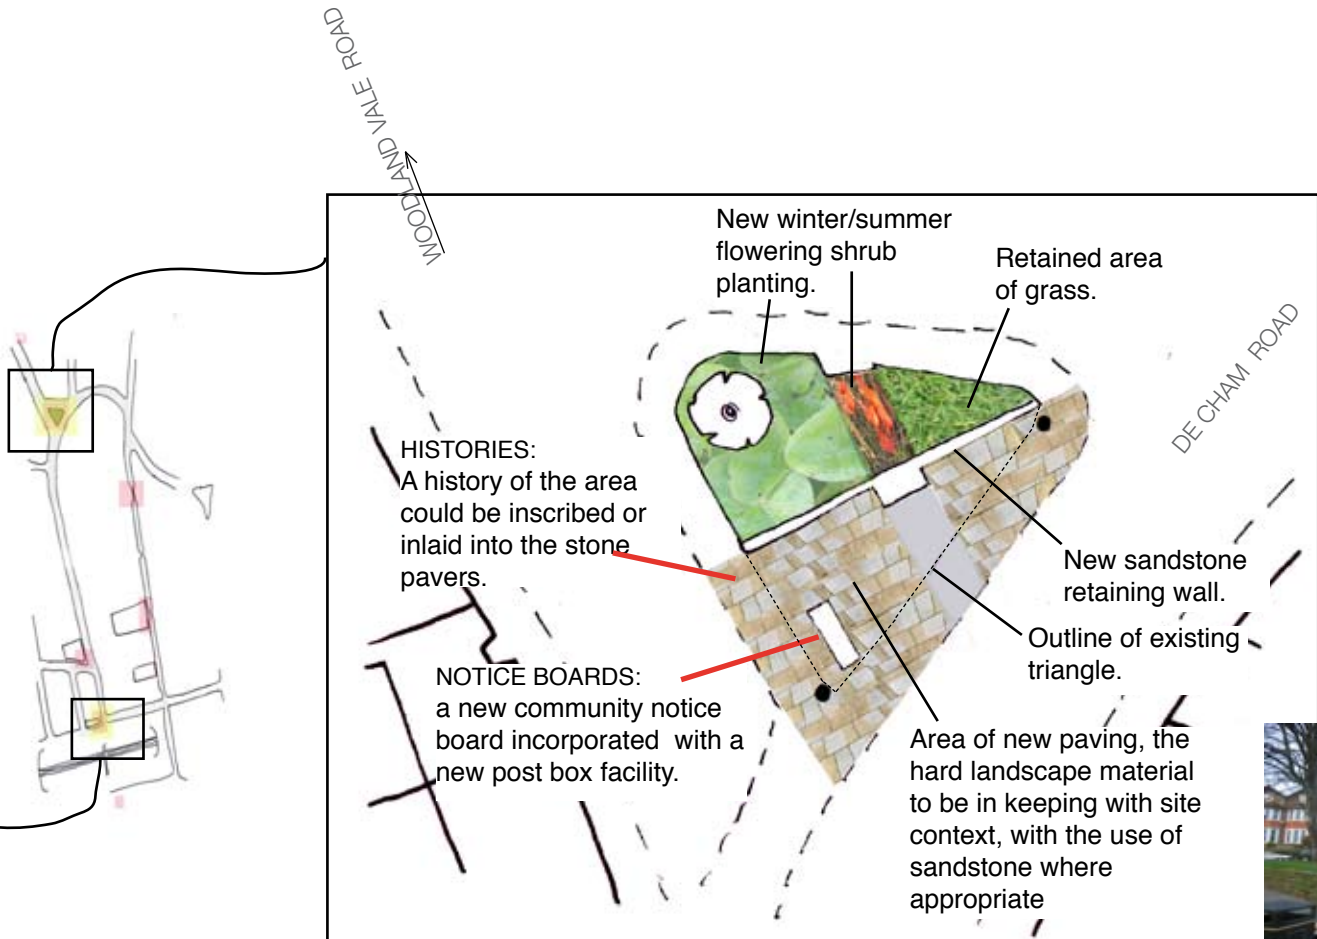 WOODLAND VALE ROAD
New winter/summer
flowering shrub
planting.
Retained area
of grass.
DE CHAM ROAD
HISTORIES:
A history of the area
could be inscribed or
inlaid into the stone
pavers.
New sandstone
retaining wall.
Outline of existing
triangle.
NOTICE BOARDS:
a new community notice
board incorporated with a
new post box facility.
Area of new paving, the
hard landscape material
to be in keeping with site
context, with the use of
sandstone where
appropriate